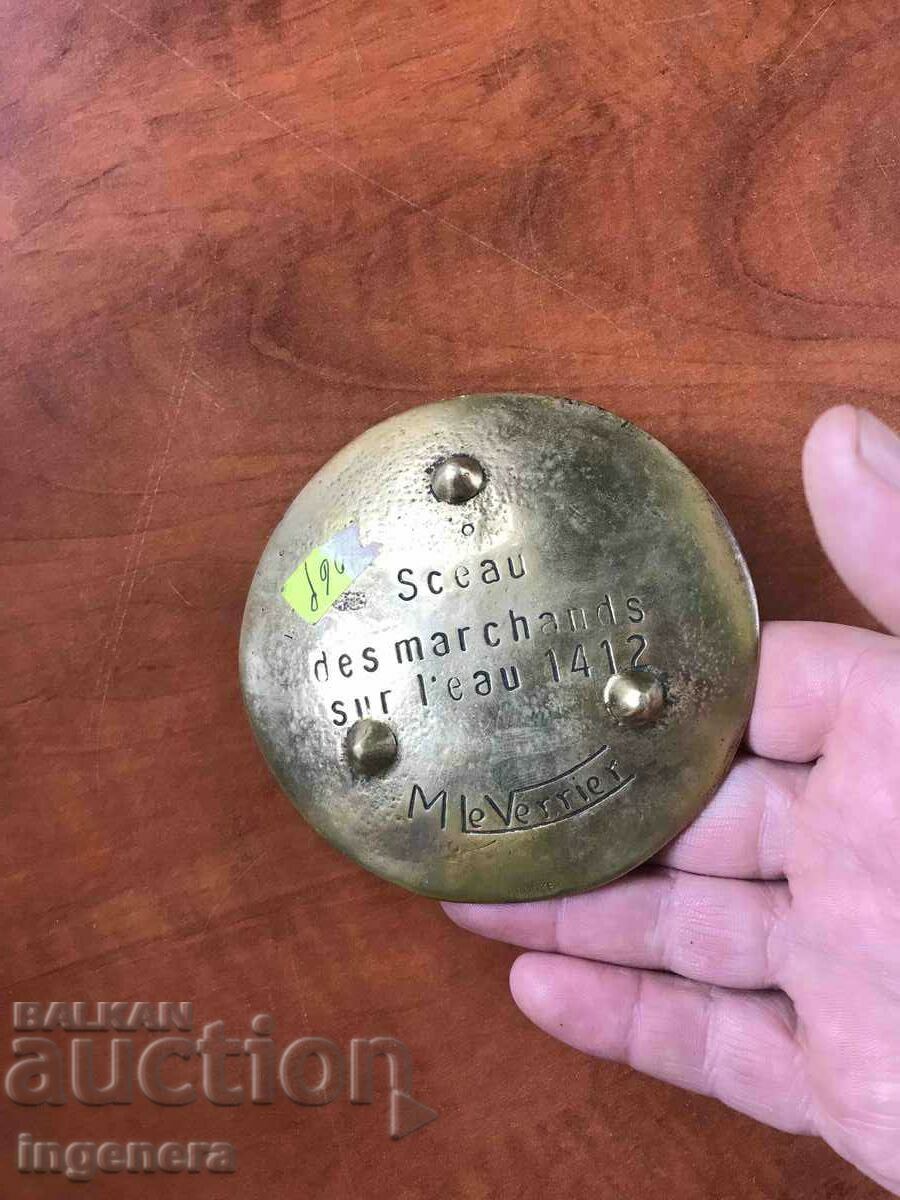 Sceau
des marchands
sur l'eau 1412
M Le Verrier
BALKAN
auction
ingenera